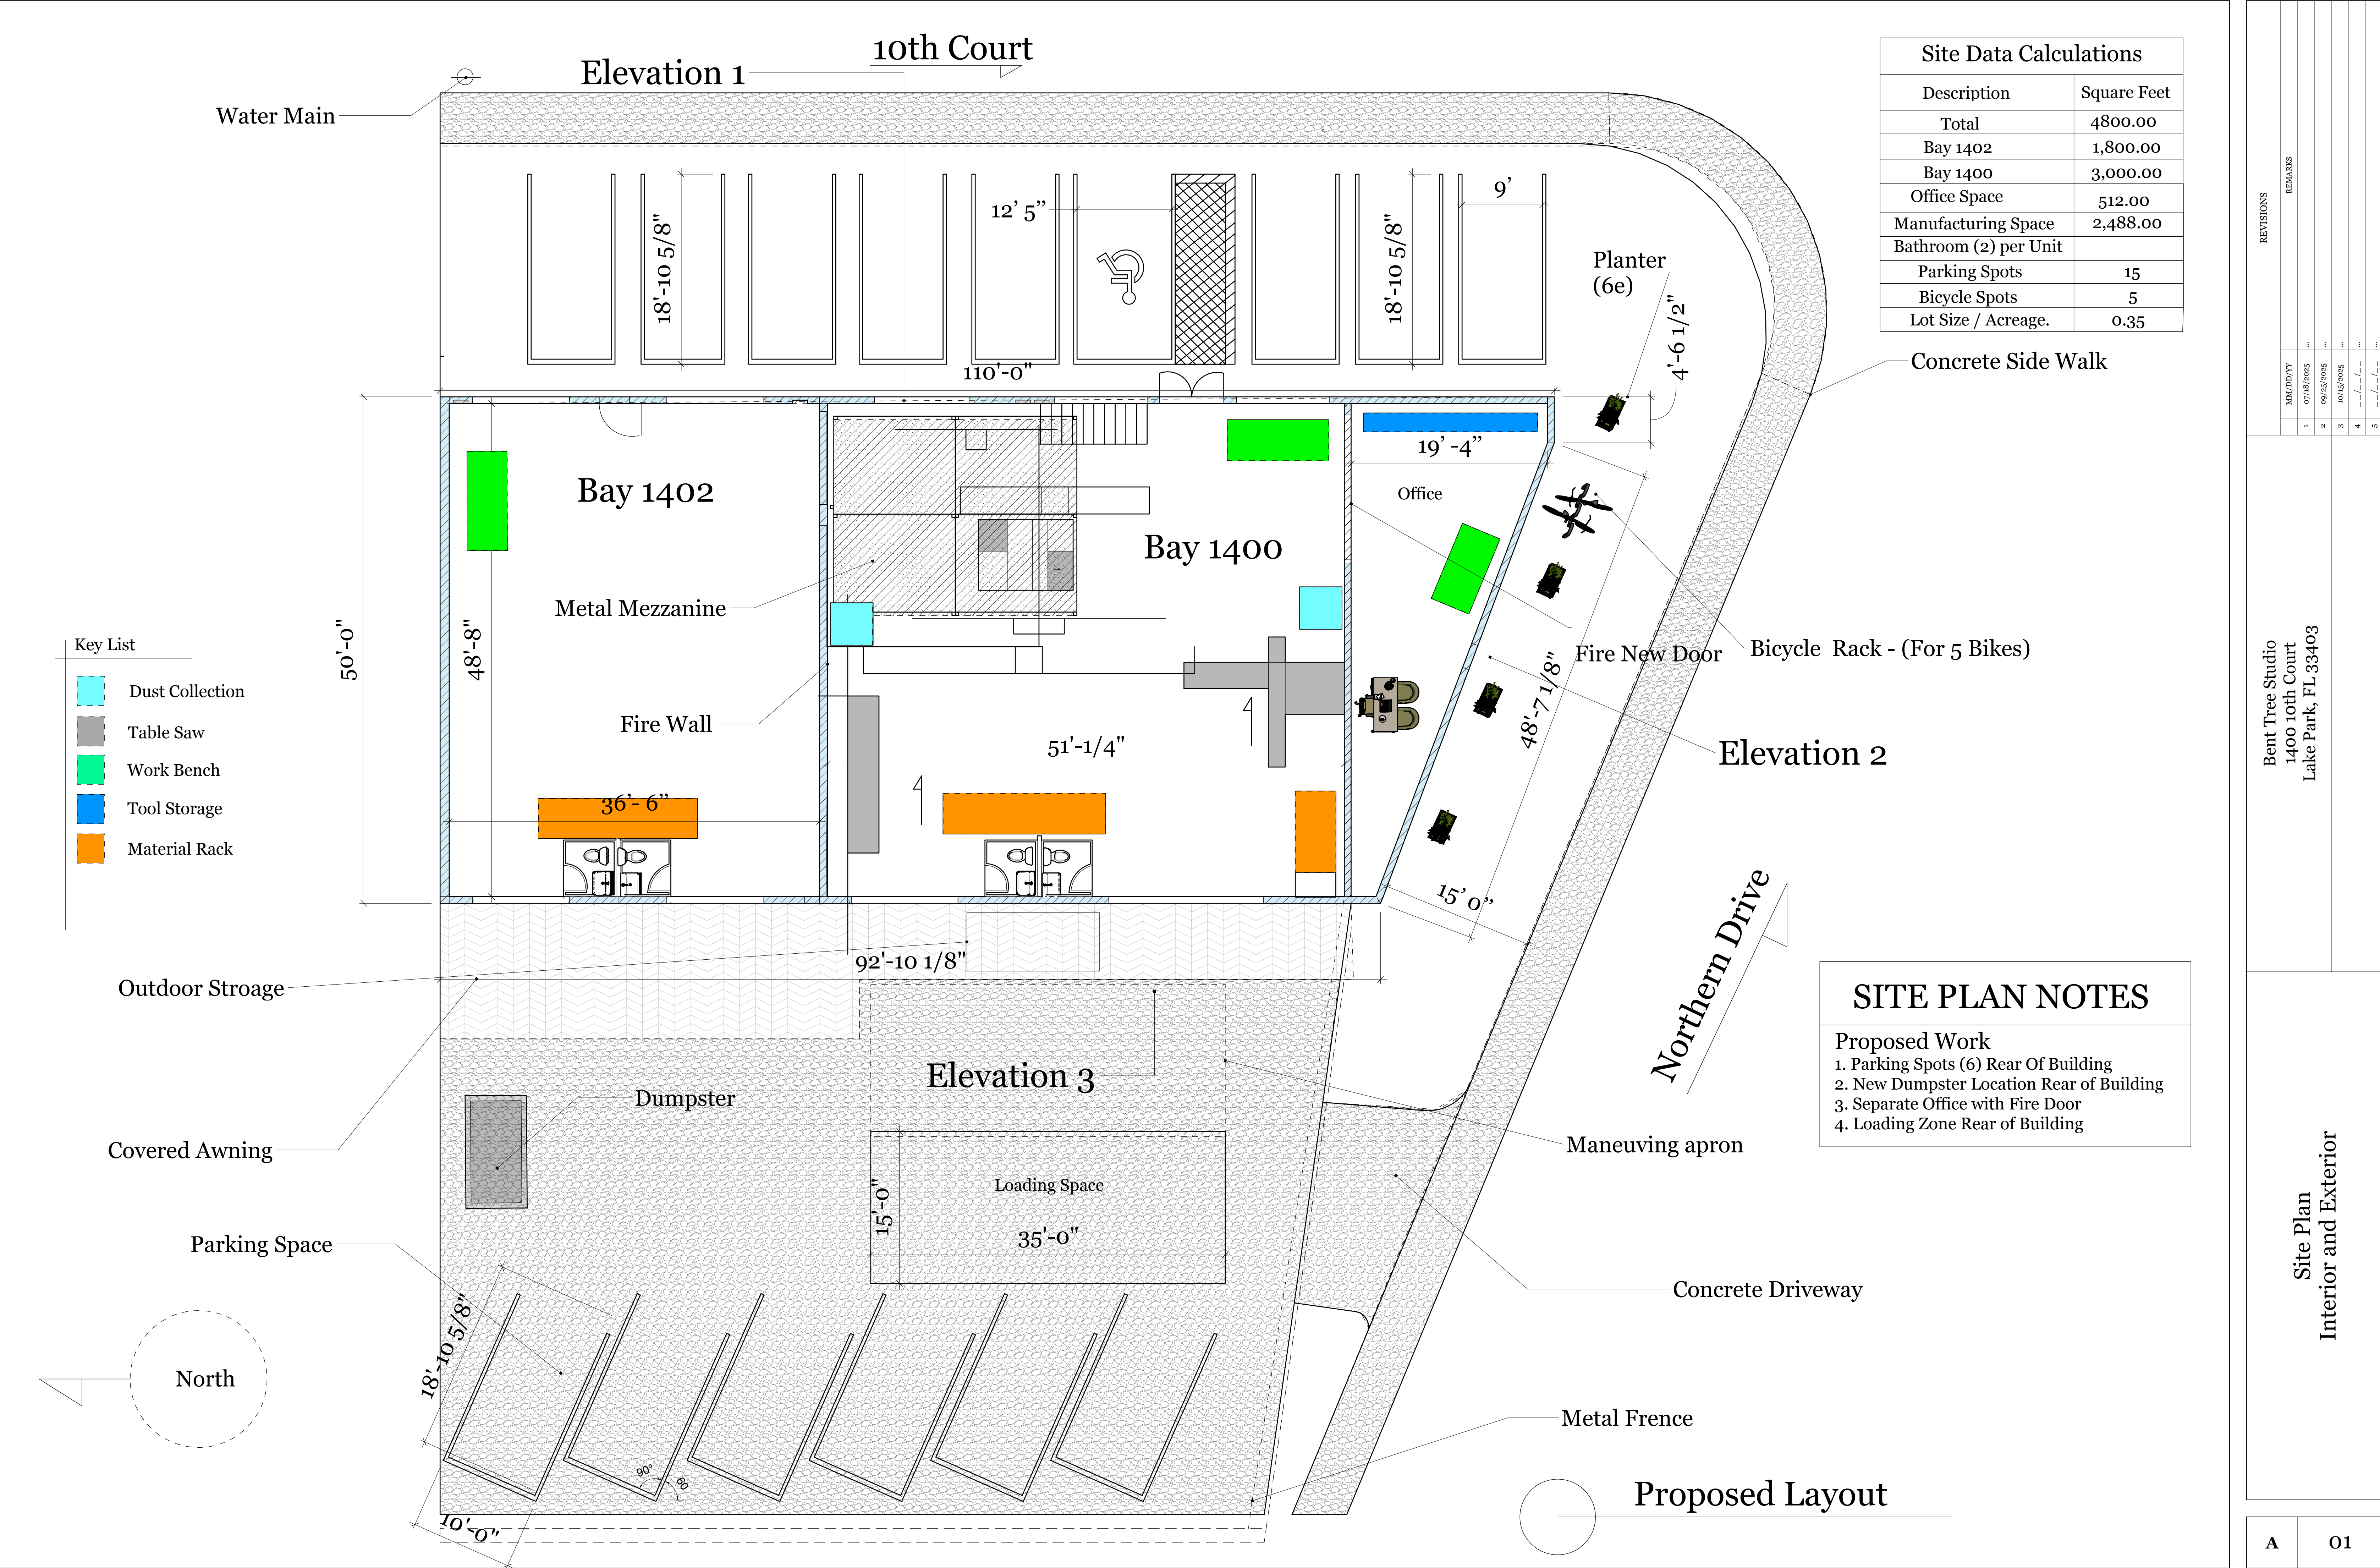 10th Court
Elevation 1
Water Main
Site Data Calculations
Description Square Feet
Total 4800.00
Bay 1402 1,800.00
Bay 1400 3,000.00
Office Space 512.00
Manufacturing Space 2,488.00
Bathroom (2) per Unit
Parking Spots 15
Bicycle Spots 5
Lot Size / Acreage. 0.35
18'-10 5/8"
12’ 5”
18'-10 5/8"
9’
Planter
(6e)
4'-6 1/2"
Concrete Side Walk
110'-0"
19’ -4”
Office
Bay 1402
Bay 1400
Metal Mezzanine
50'-0"
48'-8"
Fire Wall
Fire New Door
Bicycle Rack - (For 5 Bikes)
48'-7 1/8"
Elevation 2
51'-1/4"
36’- 6”
15’ 0”
Key List
Dust Collection
Table Saw
Work Bench
Tool Storage
Material Rack
92'-10 1/8"
Outdoor Stroage
Northern Drive
SITE PLAN NOTES
Proposed Work
1. Parking Spots (6) Rear Of Building
2. New Dumpster Location Rear of Building
3. Separate Office with Fire Door
4. Loading Zone Rear of Building
Elevation 3
Dumpster
Covered Awning
Maneuving apron
Loading Space
15'-0"
35'-0"
Parking Space
Concrete Driveway
18'-10 5/8"
North
90°
60
10'-0"
Metal Frence
Proposed Layout
REVISIONS
MM/DD/YY REMARKS
1 07/18/2025 ...
2 09/25/2025 ...
3 10/15/2025 ...
4 _ _/_ _/_ _ ...
5 _ _/_ _/_ _ ...
Bent Tree Studio
1400 10th Court
Lake Park, FL 33403
Site Plan
Interior and Exterior
A 01